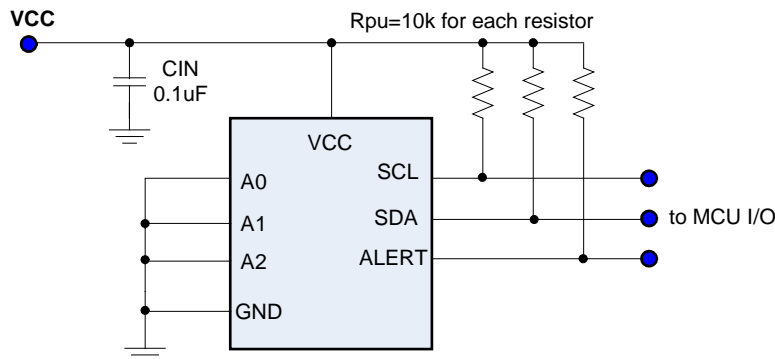 VCC
Rpu=10k for each resistor
CIN
0.1uF
VCC
A0
A1
A2
GND
SCL
SDA
ALERT
to MCU I/O